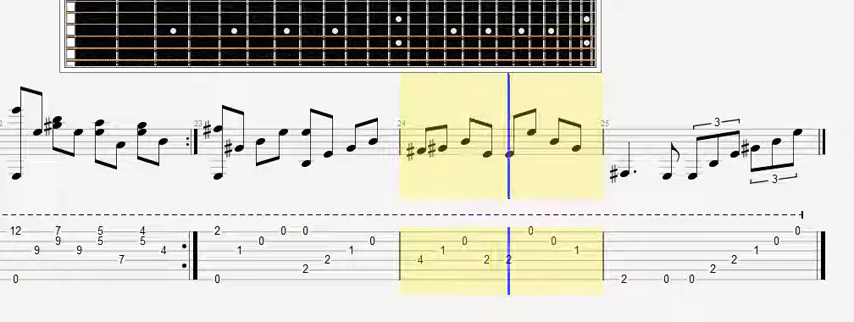 3
2 23 24 25
3
12 7 5 4 2 0 0 0 0
9 5 5 0 0 0 0
9 9 4 1 1 1 1 1
7 2 4 2 2 2
2 2
0 0 2 0 0